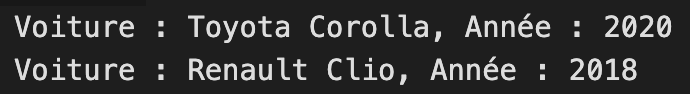 Voiture : Toyota Corolla, Année : 2020
Voiture : Renault Clio, Année : 2018